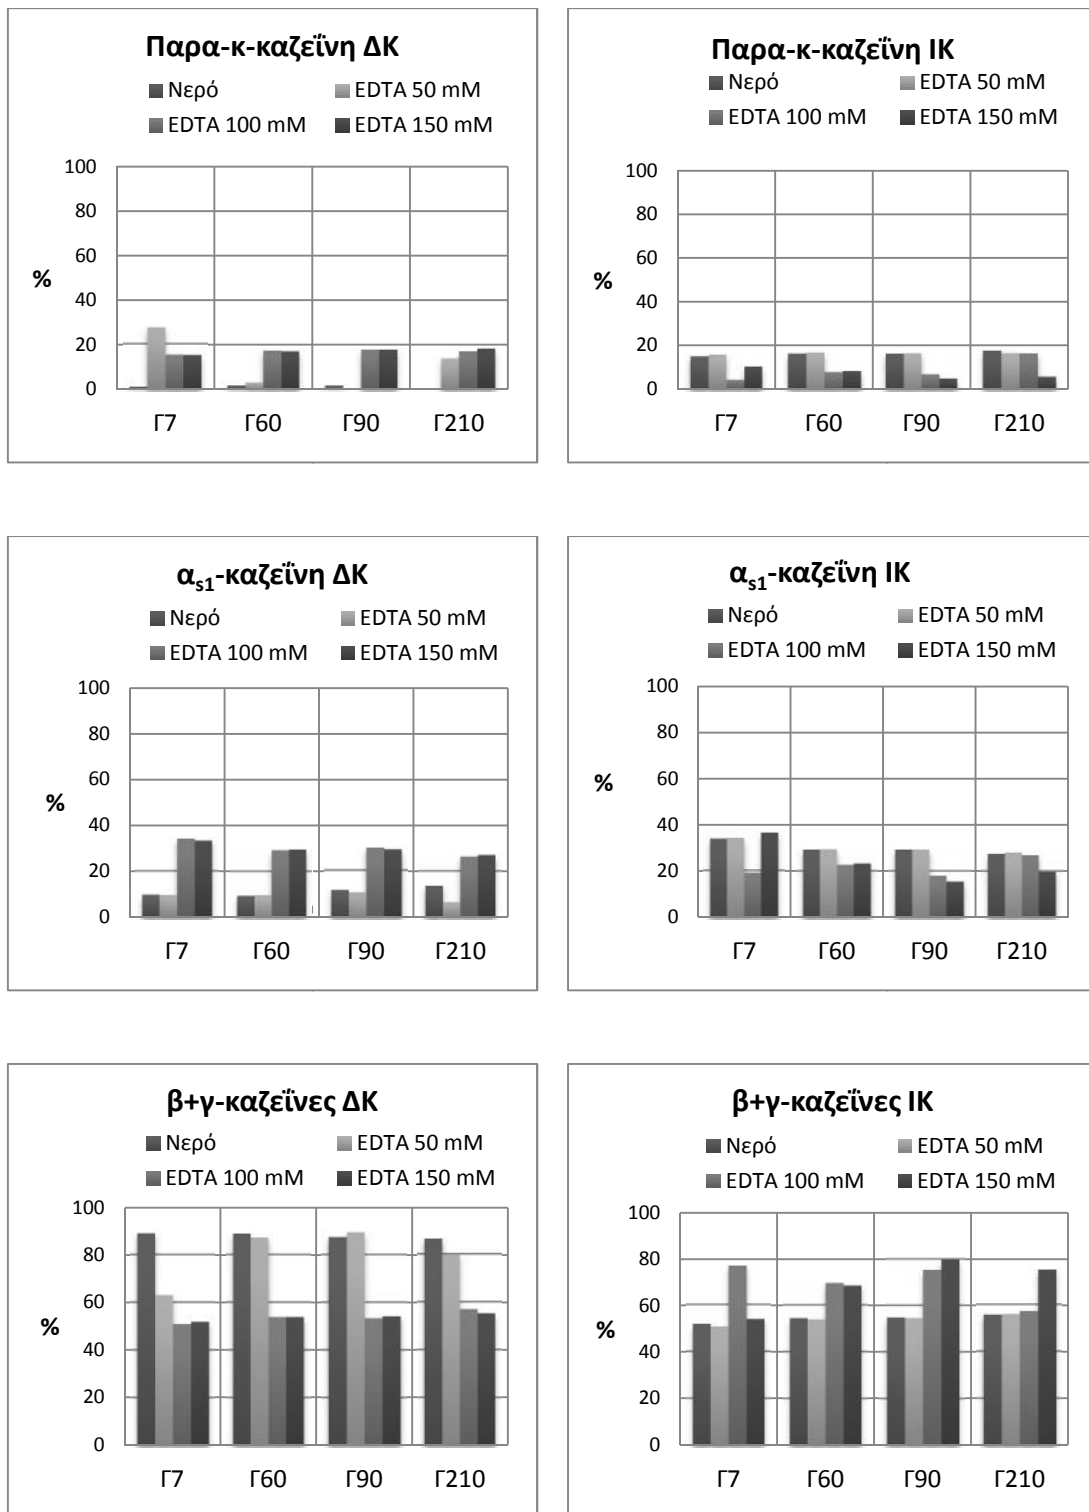 Παρα-κ-καζεΐνη ΔΚ
Νερό EDTA 50 mM
EDTA 100 mM EDTA 150 mM
100
80
60
40
20
0
%
Γ7 Γ60 Γ90 Γ210
Παρα-κ-καζεΐνη ΙΚ
Νερό EDTA 50 mM
EDTA 100 mM EDTA 150 mM
100
80
60
40
20
0
%
Γ7 Γ60 Γ90 Γ210
αs1-καζεΐνη ΔΚ
Νερό EDTA 50 mM
EDTA 100 mM EDTA 150 mM
100
80
60
40
20
0
%
Γ7 Γ60 Γ90 Γ210
αs1-καζεΐνη ΙΚ
Νερό EDTA 50 mM
EDTA 100 mM EDTA 150 mM
100
80
60
40
20
0
%
Γ7 Γ60 Γ90 Γ210
β+γ-καζεΐνες ΔΚ
Νερό EDTA 50 mM
EDTA 100 mM EDTA 150 mM
100
80
60
40
20
0
%
Γ7 Γ60 Γ90 Γ210
β+γ-καζεΐνες ΙΚ
Νερό EDTA 50 mM
EDTA 100 mM EDTA 150 mM
100
80
60
40
20
0
%
Γ7 Γ60 Γ90 Γ210